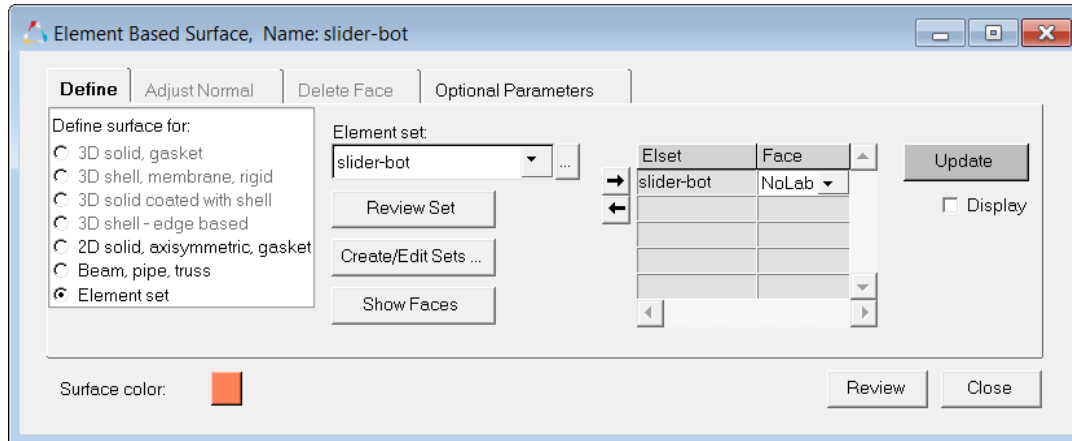 Element Based Surface, Name: slider-bot
Define
Adjust Normal
Delete Face
Optional Parameters
Define surface for:
3D solid, gasket
3D shell, membrane, rigid
3D solid coated with shell
3D shell - edge based
2D solid, axisymmetric, gasket
Beam, pipe, truss
Element set
Element set:
slider-bot
...
Review Set
Create/Edit Sets ...
Show Faces
Elset Face
slider-bot NoLab
Update
Display
Surface color:
Review
Close